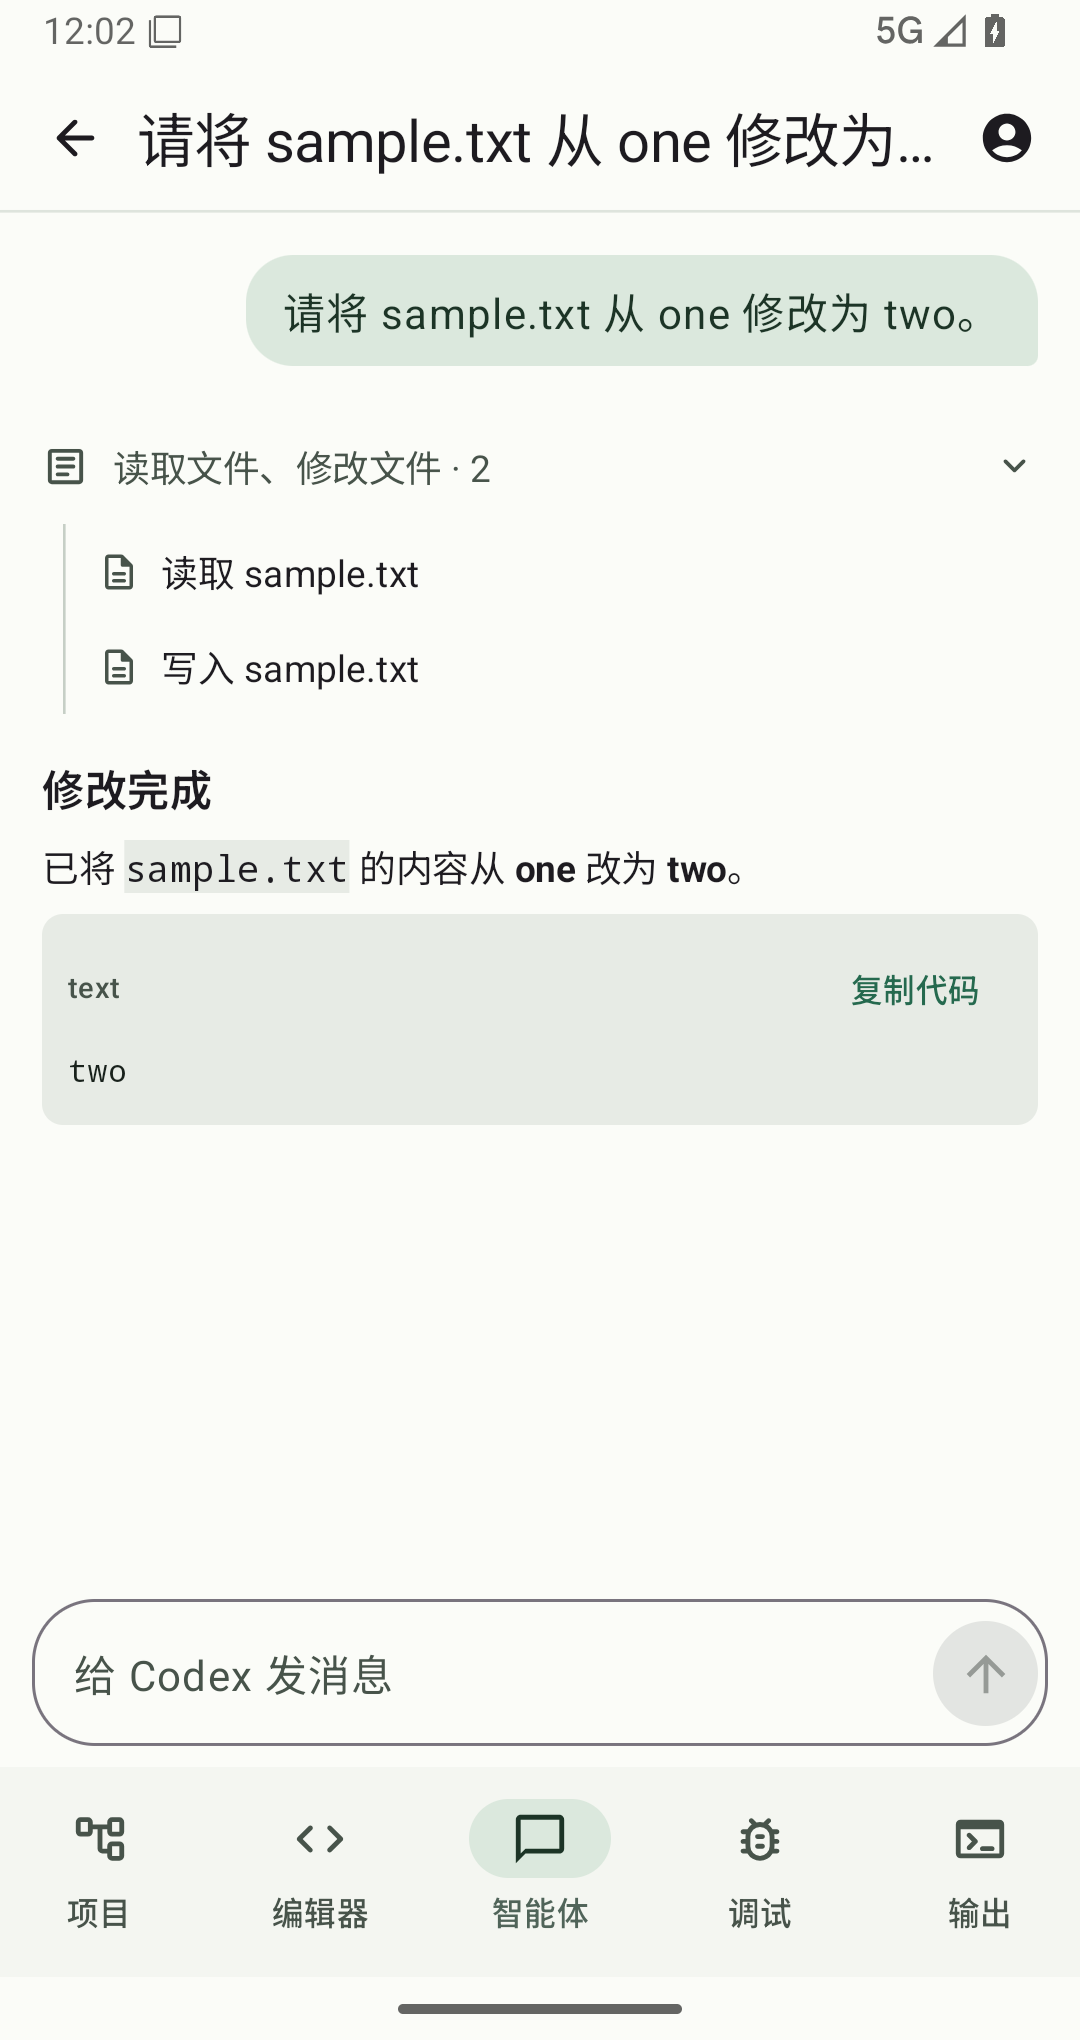 12:02
5G
请将 sample.txt 从 one 修改为…
请将 sample.txt 从 one 修改为 two。
读取文件、修改文件 · 2
读取 sample.txt
写入 sample.txt
修改完成
已将 sample.txt 的内容从 one 改为 two。
text
复制代码
two
给 Codex 发消息
项目
编辑器
智能体
调试
输出